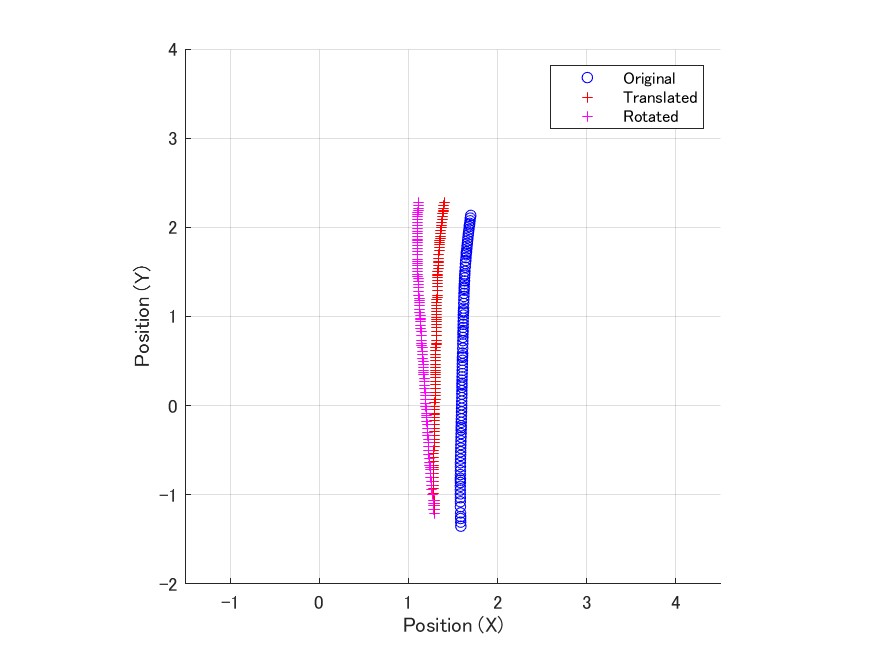 4
3
2
1
0
−1
−2
−1
0
1
2
3
4
Position (X)
Position (Y)
Original
Translated
Rotated